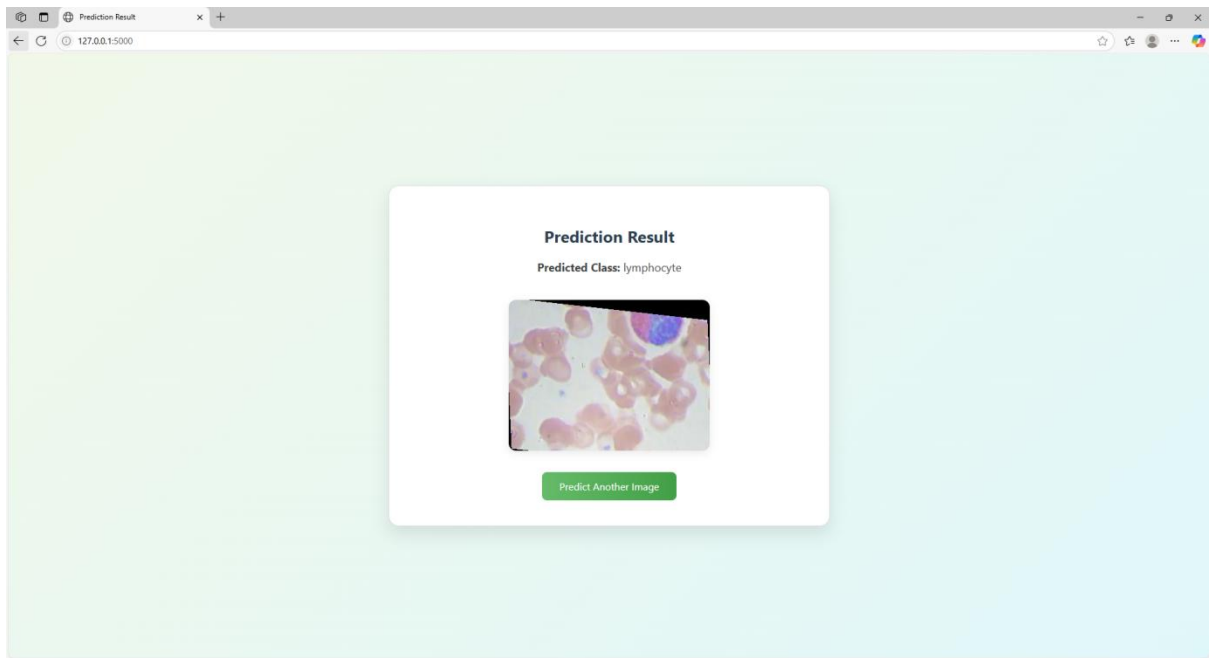 Prediction Result
127.0.0.1:5000
Prediction Result
Predicted Class: lymphocyte
Predict Another Image